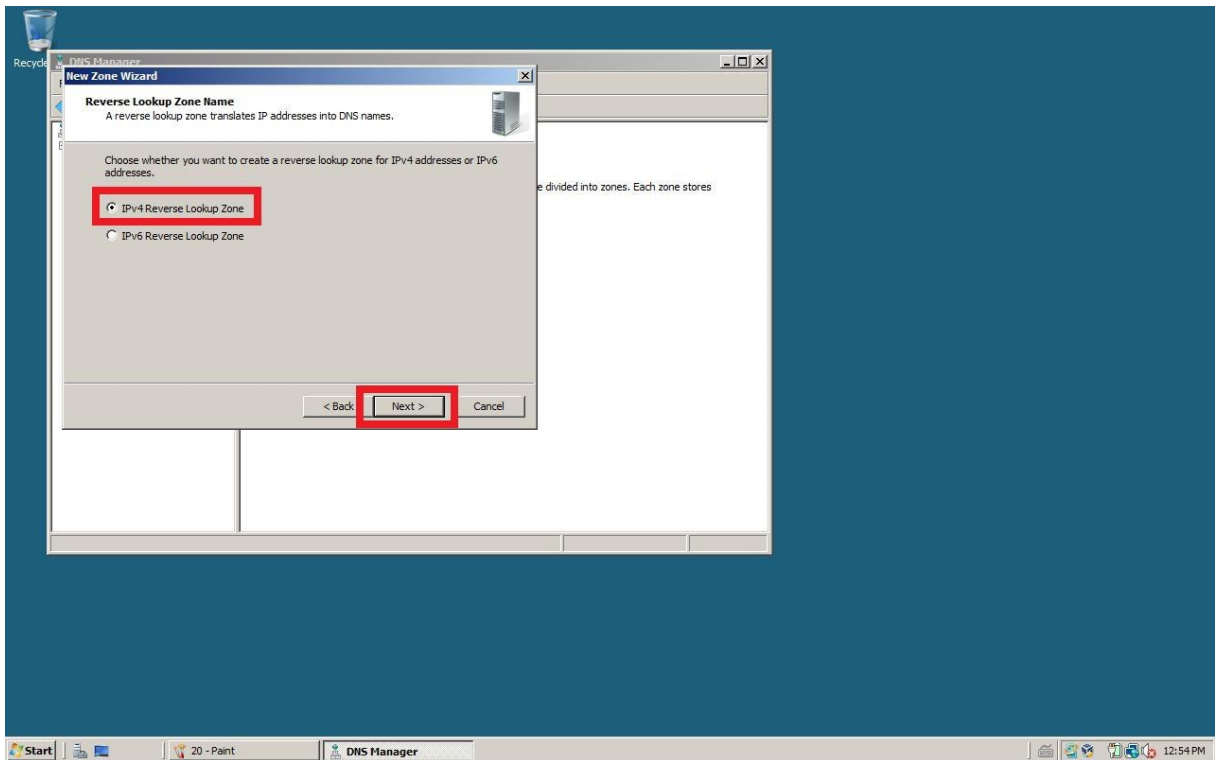 Recycle
DNS Manager
New Zone Wizard
Reverse Lookup Zone Name
A reverse lookup zone translates IP addresses into DNS names.
Choose whether you want to create a reverse lookup zone for IPv4 addresses or IPv6
addresses.
e divided into zones. Each zone stores
IPv4 Reverse Lookup Zone
IPv6 Reverse Lookup Zone
< Back
Next >
Cancel
Start
20 - Paint
DNS Manager
12:54 PM